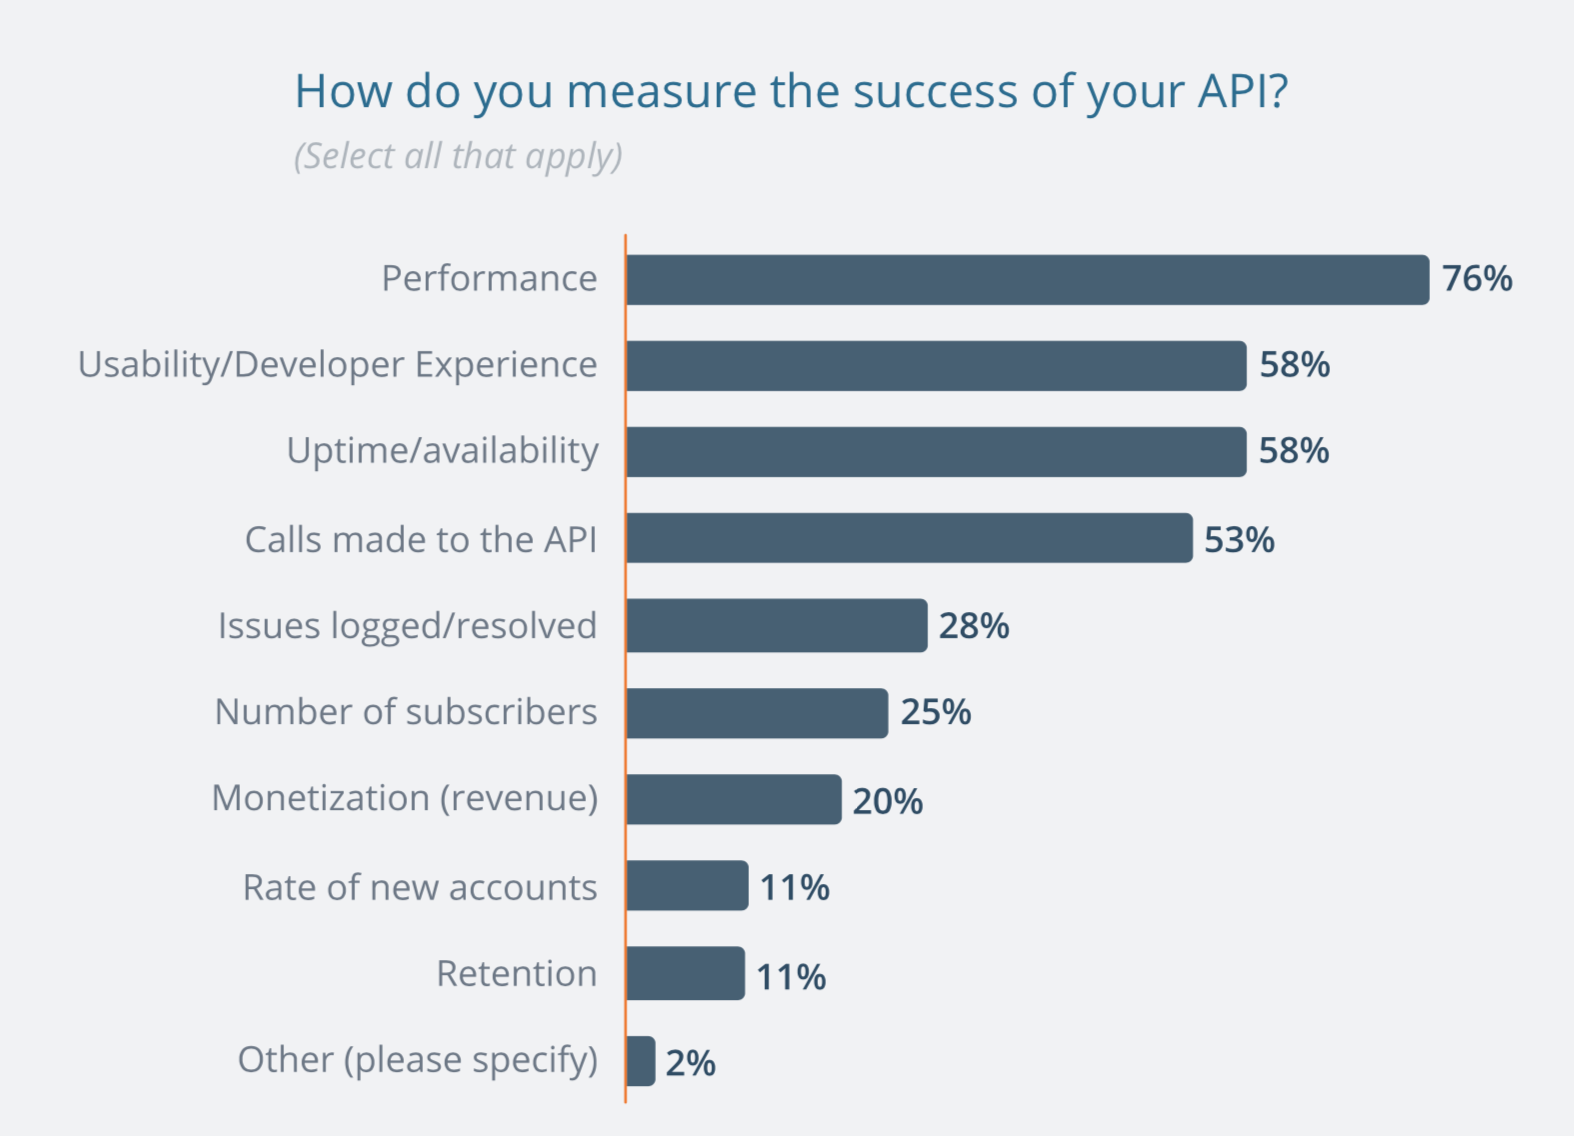 How do you measure the success of your API?
(Select all that apply)
Performance 76%
Usability/Developer Experience 58%
Uptime/availability 58%
Calls made to the API 53%
Issues logged/resolved 28%
Number of subscribers 25%
Monetization (revenue) 20%
Rate of new accounts 11%
Retention 11%
Other (please specify) 2%